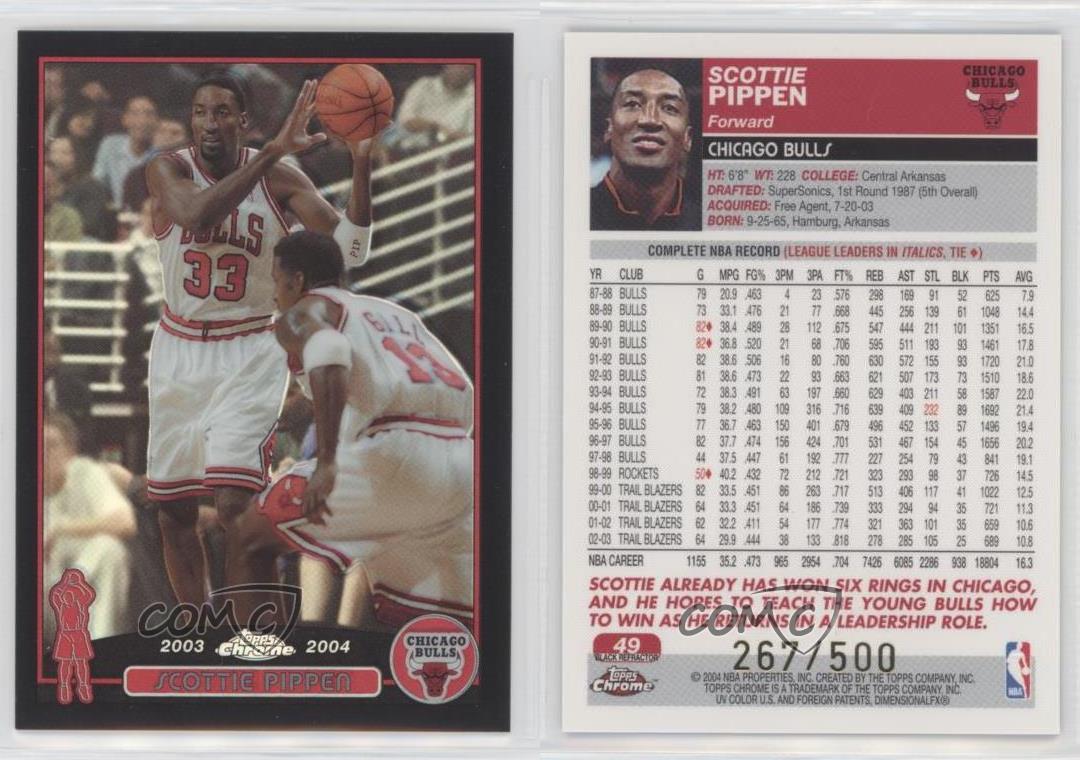 BULLS
33
PIP
GILL
13
COMC
2003 Topps Chrome 2004
SCOTTIE PIPPEN
CHICAGO BULLS
SCOTTIE
PIPPEN
Forward
CHICAGO BULLS
CHICAGO BULLS
HT: 6'8" WT: 228 COLLEGE: Central Arkansas
DRAFTED: SuperSonics, 1st Round 1987 (5th Overall)
ACQUIRED: Free Agent, 7-20-03
BORN: 9-25-65, Hamburg, Arkansas
COMPLETE NBA RECORD (LEAGUE LEADERS IN ITALICS, TIE ♦)
YR CLUB G MPG FG% 3PM 3PA FT% REB AST STL BLK PTS AVG
87-88 BULLS 79 20.9 .463 4 23 .576 298 169 91 52 625 7.9
88-89 BULLS 73 33.1 .476 21 77 .668 445 256 139 61 1048 14.4
89-90 BULLS 82♦ 38.4 .489 28 112 .675 547 444 211 101 1351 16.5
90-91 BULLS 82♦ 36.8 .520 21 68 .706 595 511 193 93 1461 17.8
91-92 BULLS 82 38.6 .506 16 80 .760 630 572 155 93 1720 21.0
92-93 BULLS 81 38.6 .473 22 93 .663 621 507 173 73 1510 18.6
93-94 BULLS 72 38.3 .491 63 197 .660 629 403 211 58 1587 22.0
94-95 BULLS 79 38.2 .480 109 316 .716 639 409 232 89 1692 21.4
95-96 BULLS 77 36.7 .463 150 401 .679 496 452 133 57 1496 19.4
96-97 BULLS 82 37.7 .474 156 424 .701 531 467 154 45 1656 20.2
97-98 BULLS 44 37.5 .447 61 192 .777 227 254 79 43 841 19.1
98-99 ROCKETS 50♦ 40.2 .432 72 212 .721 323 293 98 37 726 14.5
99-00 TRAIL BLAZERS 82 33.5 .451 86 263 .717 513 406 117 41 1022 12.5
00-01 TRAIL BLAZERS 64 33.3 .451 64 186 .739 333 294 94 35 721 11.3
01-02 TRAIL BLAZERS 62 32.2 .411 54 177 .774 321 363 101 35 659 10.6
02-03 TRAIL BLAZERS 64 29.9 .444 38 133 .818 278 285 105 25 689 10.8
NBA CAREER 1155 35.2 .473 965 2954 .704 7426 6085 2286 938 18804 16.3
SCOTTIE ALREADY HAS WON SIX RINGS IN CHICAGO,
AND HE HOPES TO TEACH THE YOUNG BULLS HOW
TO WIN AS HE RETURNS IN A LEADERSHIP ROLE.
COMC
49
BLACK REFRACTOR
267/500
Topps Chrome
© 2004 NBA PROPERTIES, INC. CREATED BY THE TOPPS COMPANY, INC.
TOPPS CHROME IS A TRADEMARK OF THE TOPPS COMPANY, INC.
UV COLOR U.S. AND FOREIGN PATENTS, DIMENSIONALFX®)
NBA